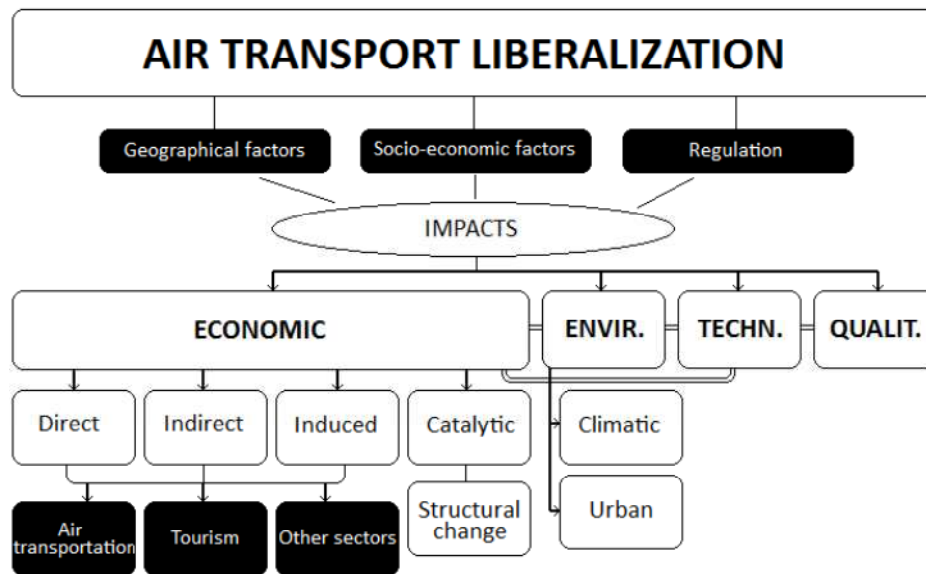 AIR TRANSPORT LIBERALIZATION
Geographical factors
Socio-economic factors
Regulation
IMPACTS
ECONOMIC
ENVIR.
TECHN.
QUALIT.
Direct
Indirect
Induced
Catalytic
Climatic
Air
transportation
Tourism
Other sectors
Structural
change
Urban